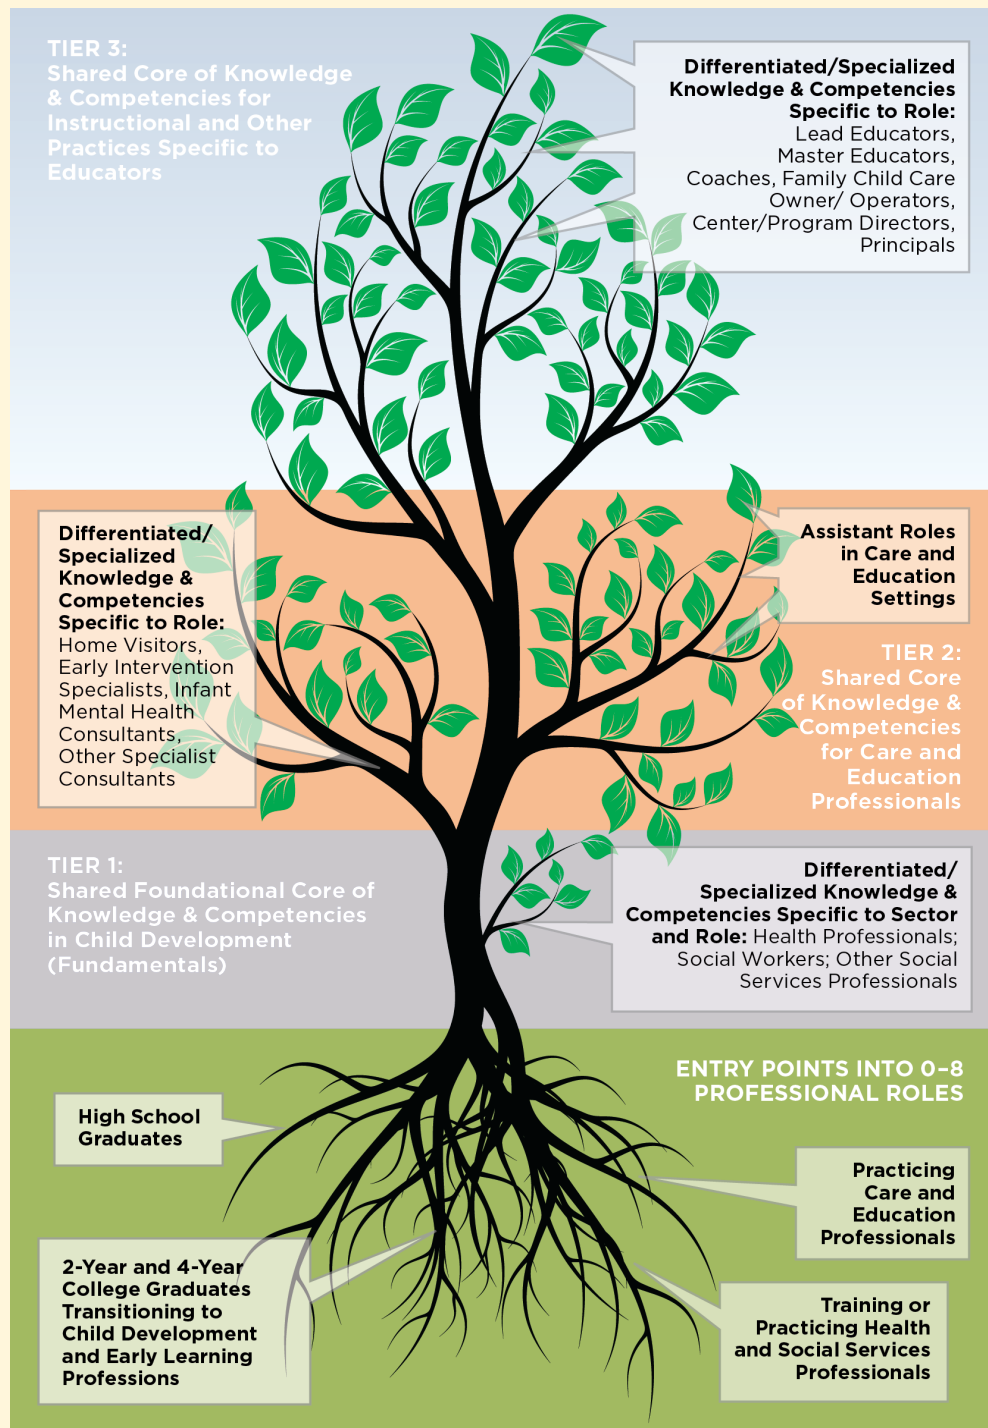 TIER 3:
Shared Core of Knowledge
& Competencies for
Instructional and Other
Practices Specific to
Educators
Differentiated/Specialized
Knowledge & Competencies
Specific to Role:
Lead Educators,
Master Educators,
Coaches, Family Child Care
Owner/ Operators,
Center/Program Directors,
Principals
Differentiated/
Specialized
Knowledge &
Competencies
Specific to Role:
Home Visitors,
Early Intervention
Specialists, Infant
Mental Health
Consultants,
Other Specialist
Consultants
Assistant Roles
in Care and
Education
Settings
TIER 2:
Shared Core
of Knowledge &
Competencies
for Care and
Education
Professionals
TIER 1:
Shared Foundational Core of
Knowledge & Competencies
in Child Development
(Fundamentals)
Differentiated/
Specialized Knowledge &
Competencies Specific to Sector
and Role: Health Professionals;
Social Workers; Other Social
Services Professionals
ENTRY POINTS INTO 0–8
PROFESSIONAL ROLES
High School
Graduates
Practicing
Care and
Education
Professionals
2-Year and 4-Year
College Graduates
Transitioning to
Child Development
and Early Learning
Professions
Training or
Practicing Health
and Social Services
Professionals